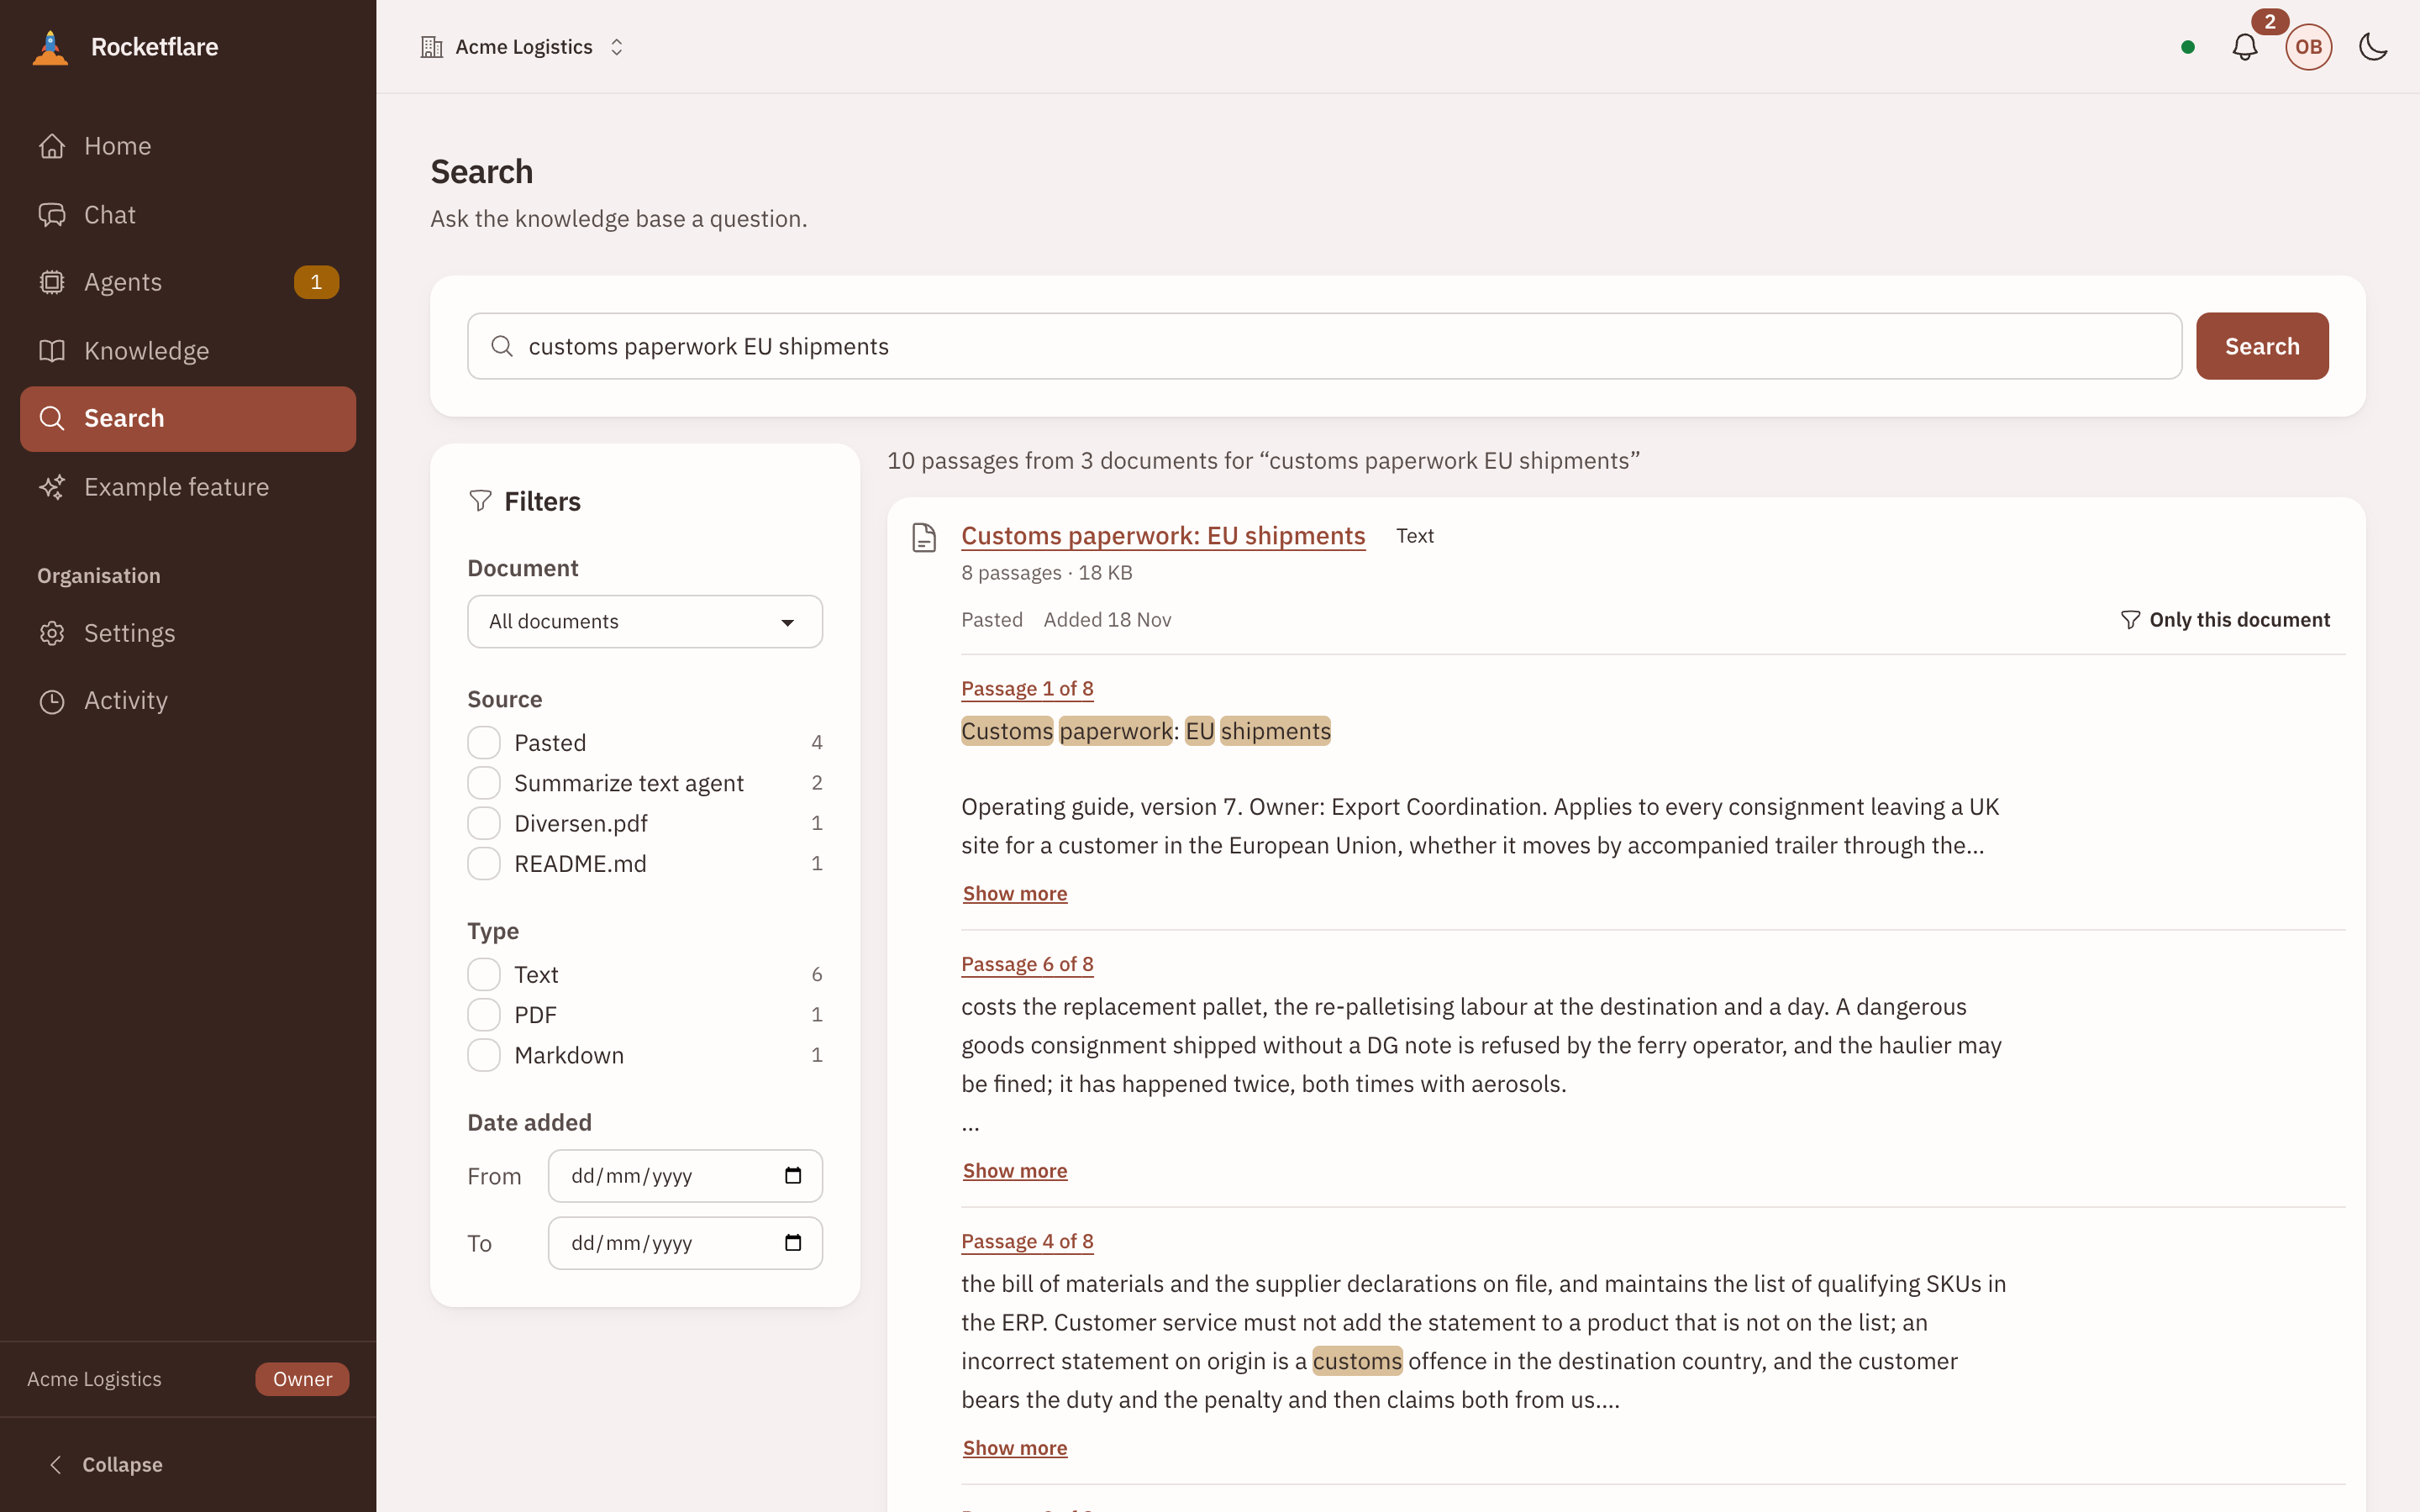 Rocketflare
Home
Chat
Agents 1
Knowledge
Search
Example feature
Organisation
Settings
Activity
Acme Logistics Owner
Collapse
Acme Logistics
2
OB
Search
Ask the knowledge base a question.
customs paperwork EU shipments
Search
Filters
Document
All documents
Source
Pasted 4
Summarize text agent 2
Diversen.pdf 1
README.md 1
Type
Text 6
PDF 1
Markdown 1
Date added
From dd/mm/yyyy
To dd/mm/yyyy
10 passages from 3 documents for “customs paperwork EU shipments”
Customs paperwork: EU shipments Text
8 passages · 18 KB
Pasted Added 18 Nov
Only this document
Passage 1 of 8
Customs paperwork: EU shipments
Operating guide, version 7. Owner: Export Coordination. Applies to every consignment leaving a UK
site for a customer in the European Union, whether it moves by accompanied trailer through the...
Show more
Passage 6 of 8
costs the replacement pallet, the re-palletising labour at the destination and a day. A dangerous
goods consignment shipped without a DG note is refused by the ferry operator, and the haulier may
be fined; it has happened twice, both times with aerosols.
...
Show more
Passage 4 of 8
the bill of materials and the supplier declarations on file, and maintains the list of qualifying SKUs in
the ERP. Customer service must not add the statement to a product that is not on the list; an
incorrect statement on origin is a customs offence in the destination country, and the customer
bears the duty and the penalty and then claims both from us....
Show more